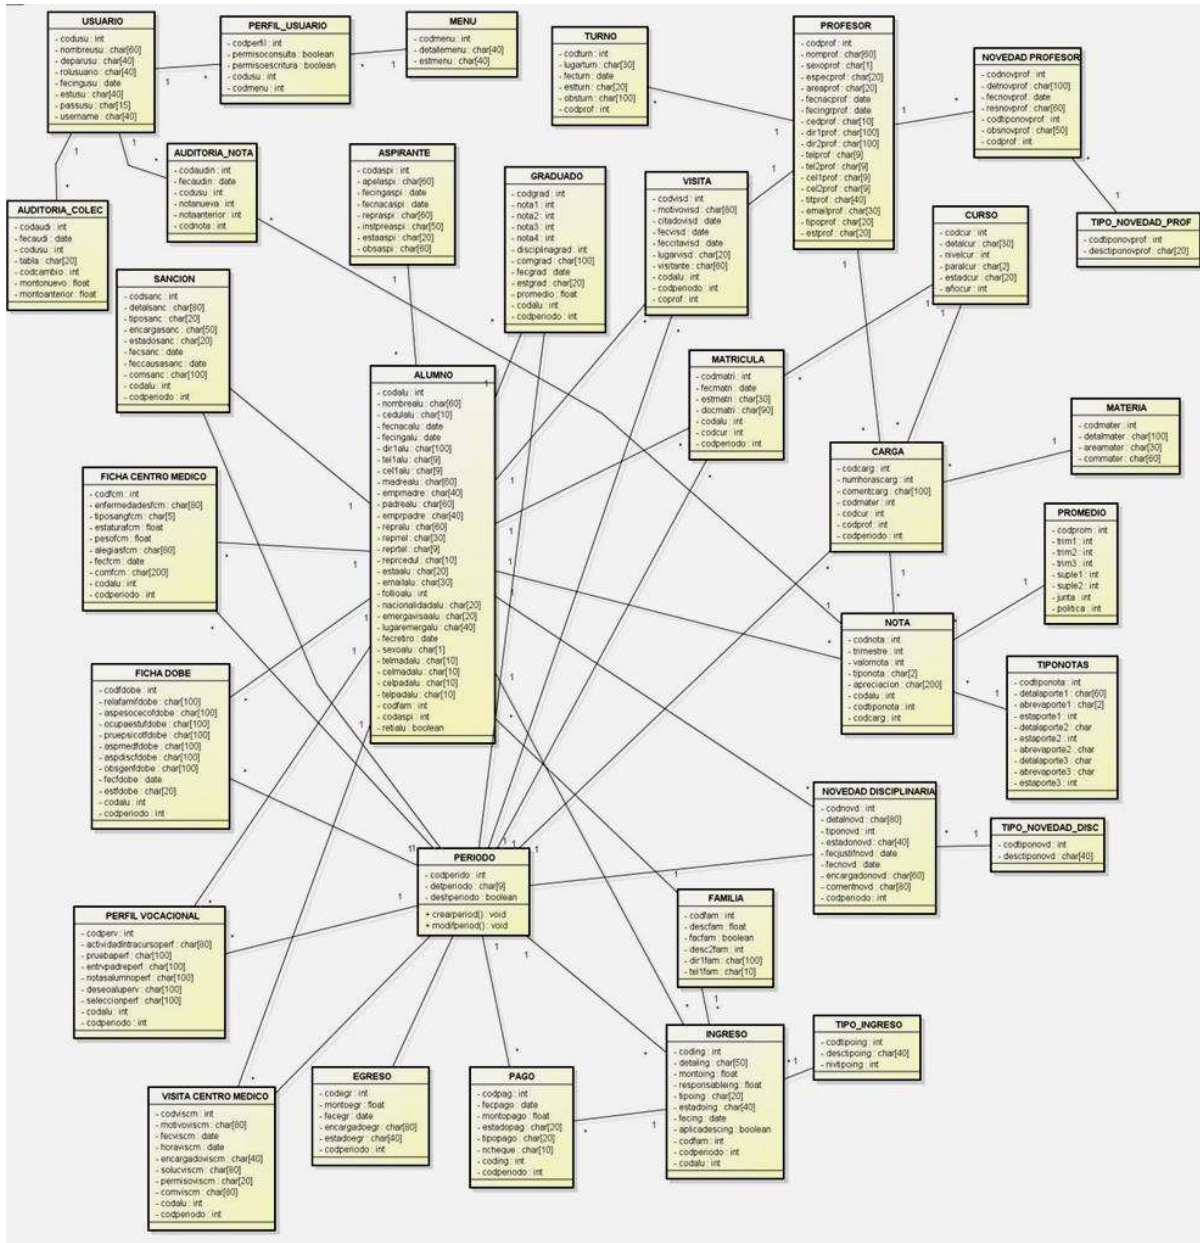 USUARIO
- codusu : int
- nombreusu : char[60]
- deparusu : char[40]
- rolusuario : char[40]
- fecingusu : date
- estusu : char[40]
- passusu : char[15]
- username : char[40]
PERFIL_USUARIO
- codperfil : int
- permisoconsulta : boolean
- permisoescritura : boolean
- codusu : int
- codmenu : int
MENU
- codmenu : int
- detallemenu : char[40]
- estmenu : char[40]
TURNO
- codturn : int
- lugarturn : char[30]
- fecturn : date
- estturn : char[20]
- obsturn : char[100]
- codprof : int
PROFESOR
- codprof : int
- nomprof : char[60]
- sexoprof : char[1]
- especprof : char[20]
- areaprof : char[20]
- fecnacprof : date
- fecingrprof : date
- cedprof : char[10]
- dir1prof : char[100]
- dir2prof : char[100]
- telprof : char[9]
- tel2prof : char[9]
- cel1prof : char[9]
- cel2prof : char[9]
- titprof : char[40]
- emailprof : char[30]
- tipoprof : char[20]
- estprof : char[20]
NOVEDAD PROFESOR
- codnovprof : int
- detnovprof : char[100]
- fecnovprof : date
- resnovprof : char[60]
- codtiponovprof : int
- obsnovprof : char[50]
- codprof : int
AUDITORIA_NOTA
- codaudin : int
- fecaudin : date
- codusu : int
- notanueva : int
- notaanterior : int
- codnota : int
AUDITORIA_COLEC
- codaudi : int
- fecaudi : date
- codusu : int
- tabla : char[20]
- codcambio : int
- montonuevo : float
- montoanterior : float
ASPIRANTE
- codaspi : int
- apelaspi : char[60]
- fecingaspi : date
- fecnacaspi : date
- repraspi : char[60]
- instpreaspi : char[50]
- estaaspi : char[20]
- obsaspi : char[60]
GRADUADO
- codgrad : int
- nota1 : int
- nota2 : int
- nota3 : int
- nota4 : int
- disciplinagrad : int
- comgrad : char[100]
- fecgrad : date
- estgrad : char[20]
- promedio : float
- codalu : int
- codperiodo : int
VISITA
- codvisd : int
- motivovisd : char[60]
- citadovisd : date
- fecvisd : date
- feccitavisd : date
- lugarvisd : char[20]
- visitante : char[60]
- codalu : int
- codperiodo : int
- coprof : int
CURSO
- codcur : int
- detalcur : char[30]
- nivelcur : int
- paralcur : char[2]
- estadcur : char[20]
- añocur : int
TIPO_NOVEDAD_PROF
- codtiponovprof : int
- desctiponovprof : char[20]
SANCION
- codsanc : int
- detalsanc : char[80]
- tiposanc : char[20]
- encargasanc : char[50]
- estadosanc : char[20]
- fecsanc : date
- feccausasanc : date
- comsanc : char[100]
- codalu : int
- codperiodo : int
ALUMNO
- codalu : int
- nombrealu : char[60]
- cedulalu : char[10]
- fecnacalu : date
- fecingalu : date
- dir1alu : char[100]
- tel1alu : char[9]
- cel1alu : char[9]
- madrealu : char[60]
- empmadre : char[40]
- padrealu : char[60]
- emprpadre : char[40]
- repralu : char[60]
- reprrel : char[30]
- reprtel : char[9]
- reprcedul : char[10]
- estaalu : char[20]
- emailalu : char[30]
- follioalu : int
- nacionalidadalu : char[20]
- emergavisaalu : char[20]
- lugaremergalu : char[40]
- fecretiro : date
- sexoalu : char[1]
- telmadalu : char[10]
- celmadalu : char[10]
- celpadalu : char[10]
- telpadalu : char[10]
- codfam : int
- codaspi : int
- retialu : boolean
MATRICULA
- codmatri : int
- fecmatri : date
- estmatri : char[30]
- docmatri : char[90]
- codalu : int
- codcur : int
- codperiodo : int
MATERIA
- codmater : int
- detalmater : char[100]
- areamater : char[30]
- commater : char[60]
CARGA
- codcarg : int
- numhorascarg : int
- comentcarg : char[100]
- codmater : int
- codcur : int
- codprof : int
- codperiodo : int
FICHA CENTRO MEDICO
- codfcm : int
- enfermedadesfcm : char[80]
- tiposangfcm : char[5]
- estaturafcm : float
- pesofcm : float
- alegiasfcm : char[80]
- fecfcm : date
- comfcm : char[200]
- codalu : int
- codperiodo : int
PROMEDIO
- codprom : int
- trim1 : int
- trim2 : int
- trim3 : int
- suple1 : int
- suple2 : int
- junta : int
- politica : int
NOTA
- codnota : int
- trimestre : int
- valornota : int
- tiponota : char[2]
- apreciacion : char[200]
- codalu : int
- codtiponota : int
- codcarg : int
TIPONOTAS
- codtiponota : int
- detalaporte1 : char[60]
- abrevaporte1 : char[2]
- estaporte1 : int
- detalaporte2 : char
- estaporte2 : int
- abrevaporte2 : char
- detalaporte3 : char
- abrevaporte3 : char
- estaporte3 : int
FICHA DOBE
- codfdobe : int
- relafamifdobe : char[100]
- aspesocecofdobe : char[100]
- ocupaestufdobe : char[100]
- pruepsicotfdobe : char[100]
- aspmedfdobe : char[100]
- aspdiscfdobe : char[100]
- obsgenfdobe : char[100]
- fecfdobe : date
- estfdobe : char[20]
- codalu : int
- codperiodo : int
NOVEDAD DISCIPLINARIA
- codnovd : int
- detalnovd : char[80]
- tiponovd : int
- estadonovd : char[40]
- fecjustifnovd : date
- fecnovd : date
- encargadonovd : char[60]
- comentnovd : char[80]
- codperiodo : int
TIPO_NOVEDAD_DISC
- codtiponovd : int
- desctiponovd : char[40]
PERIODO
- codperido : int
- detperiodo : char[9]
- deshperiodo : boolean
+ crearperiod() : void
+ modifperiod() : void
FAMILIA
- codfam : int
- descfam : float
- facfam : boolean
- desc2fam : int
- dir1fam : char[100]
- tel1fam : char[10]
PERFIL VOCACIONAL
- codperv : int
- actividadintracursoperf : char[80]
- pruebaperf : char[100]
- entrvpadreperf : char[100]
- notasalumnoperf : char[100]
- deseoaluperv : char[100]
- seleccionperf : char[100]
- codalu : int
- codperiodo : int
INGRESO
- coding : int
- detaling : char[50]
- montoing : float
- responsableing : float
- tipoing : char[20]
- estadoing : char[40]
- fecing : date
- aplicadescing : boolean
- codfam : int
- codperiodo : int
- codalu : int
TIPO_INGRESO
- codtipoing : int
- desctipoing : char[40]
- nivtipoing : int
VISITA CENTRO MEDICO
- codviscm : int
- motivoviscm : char[80]
- fecviscm : date
- horaviscm : date
- encargadoviscm : char[40]
- solucviscm : char[80]
- permisoviscm : char[20]
- comviscm : char[80]
- codalu : int
- codperiodo : int
EGRESO
- codegr : int
- montoegr : float
- fecegr : date
- encargadoegr : char[80]
- estadoegr : char[40]
- codperiodo : int
PAGO
- codpag : int
- fecpago : date
- montopago : float
- estadopag : char[20]
- tipopago : char[20]
- ncheque : char[10]
- coding : int
- codperiodo : int